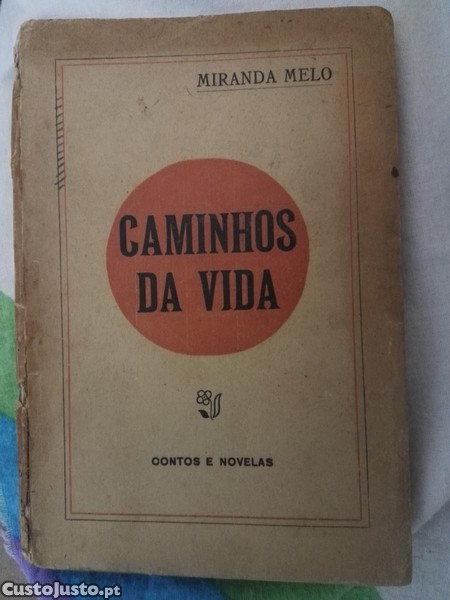 MIRANDA MELO
CAMINHOS
DA VIDA
CONTOS E NOVELAS
CustoJusto.pt